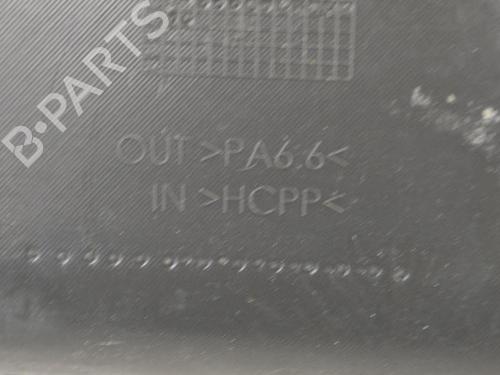 B-PARTS
OUT >PA6.6<
IN >HCPP<